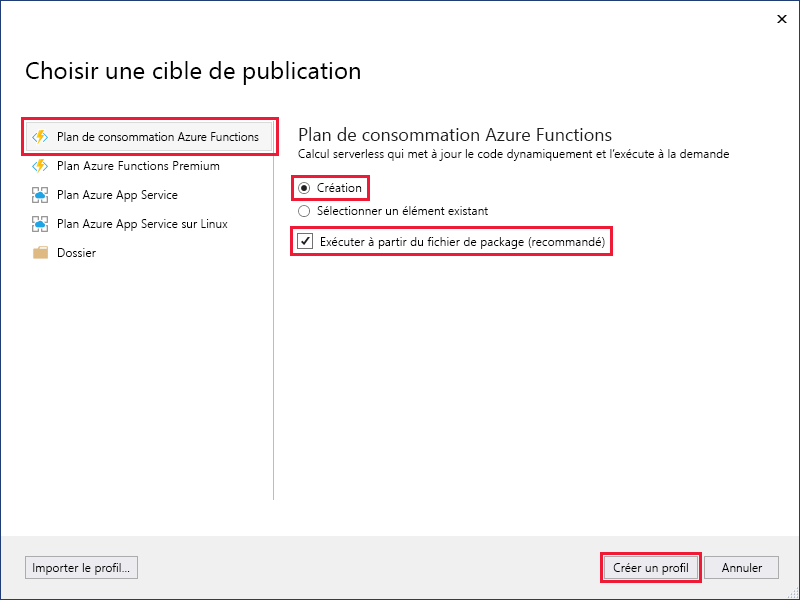 Choisir une cible de publication
Plan de consommation Azure Functions
Plan Azure Functions Premium
Plan Azure App Service
Plan Azure App Service sur Linux
Dossier
Plan de consommation Azure Functions
Calcul serverless qui met à jour le code dynamiquement et l'exécute à la demande
Création
Sélectionner un élément existant
Exécuter à partir du fichier de package (recommandé)
Importer le profil...
Créer un profil
Annuler